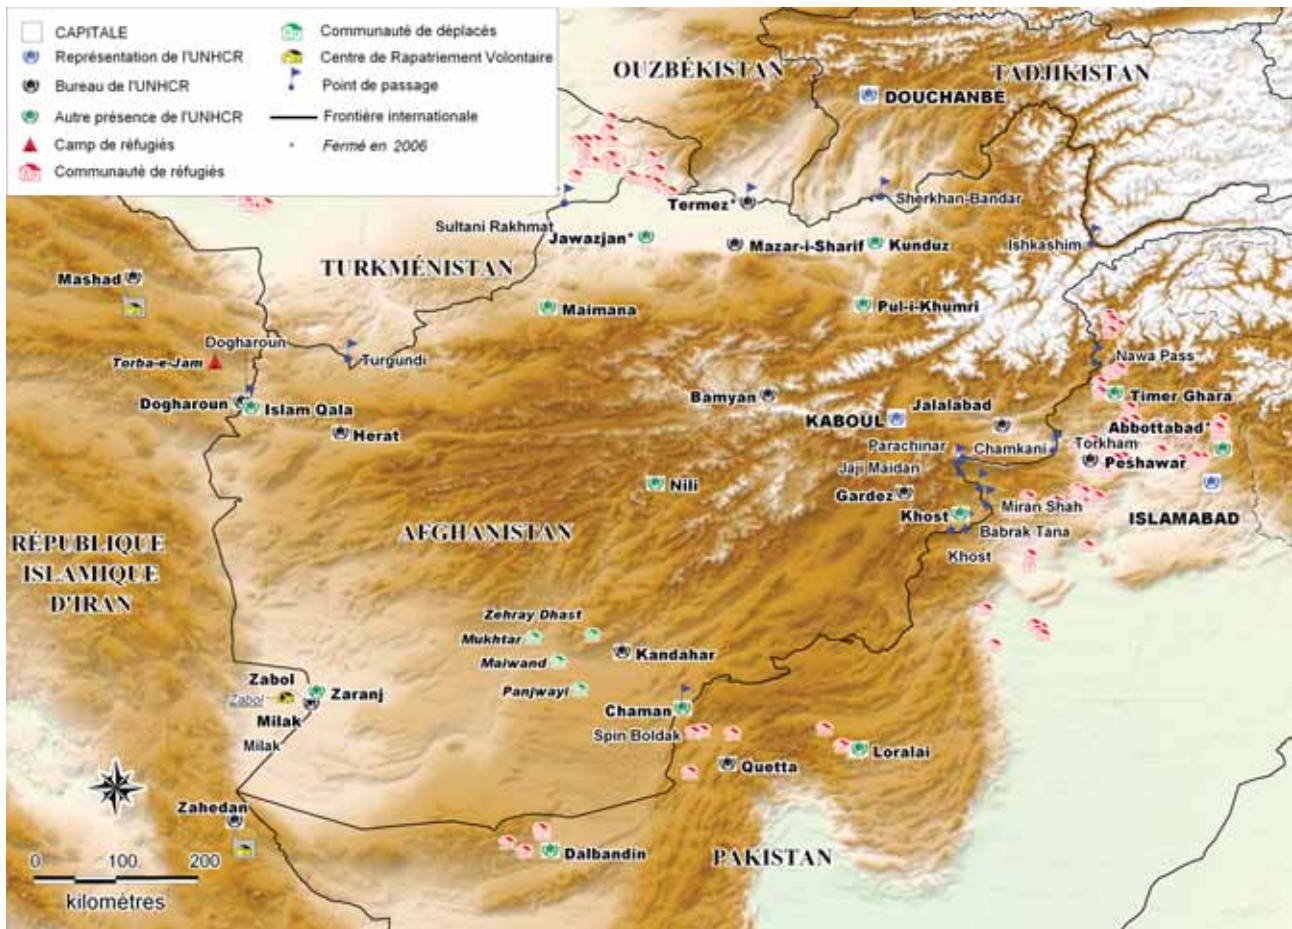 CAPITALE
Représentation de l'UNHCR
Bureau de l'UNHCR
Autre présence de l'UNHCR
Camp de réfugiés
Communauté de réfugiés
Communauté de déplacés
Centre de Rapatriement Volontaire
Point de passage
Frontière internationale
* Fermé en 2006
OUZBÉKISTAN
TADJIKISTAN
DOUCHANBÉ
Termez*
Sherkhan-Bandar
Sultani Rakhmat
Jawazjan*
Mazar-i-Sharif
Kunduz
Ishkashim
TURKMÉNISTAN
Mashad
Maimana
Pul-i-Khumri
Dogharoun
Turgundi
Nawa Pass
Torba-e-Jam
Dogharoun
Islam Qala
Bamyan
Jalalabad
Timer Ghara
KABOUL
Abbottabad*
Herat
Parachinar
Chamkani
Torkham
Peshawar
Jaji Maidan
Nili
Gardez
Miran Shah
ISLAMABAD
Khost
Babrak Tana
Khost
AFGHANISTAN
RÉPUBLIQUE
ISLAMIQUE
D'IRAN
Zehray Dhast
Mukhtar
Kandahar
Maiwand
Panjwayi
Zabol
Zabol
Zaranj
Milak
Milak
Chaman
Spin Boldak
Loralai
Quetta
Zahedan
Dalbandin
PAKISTAN
0 100 200
kilomètres